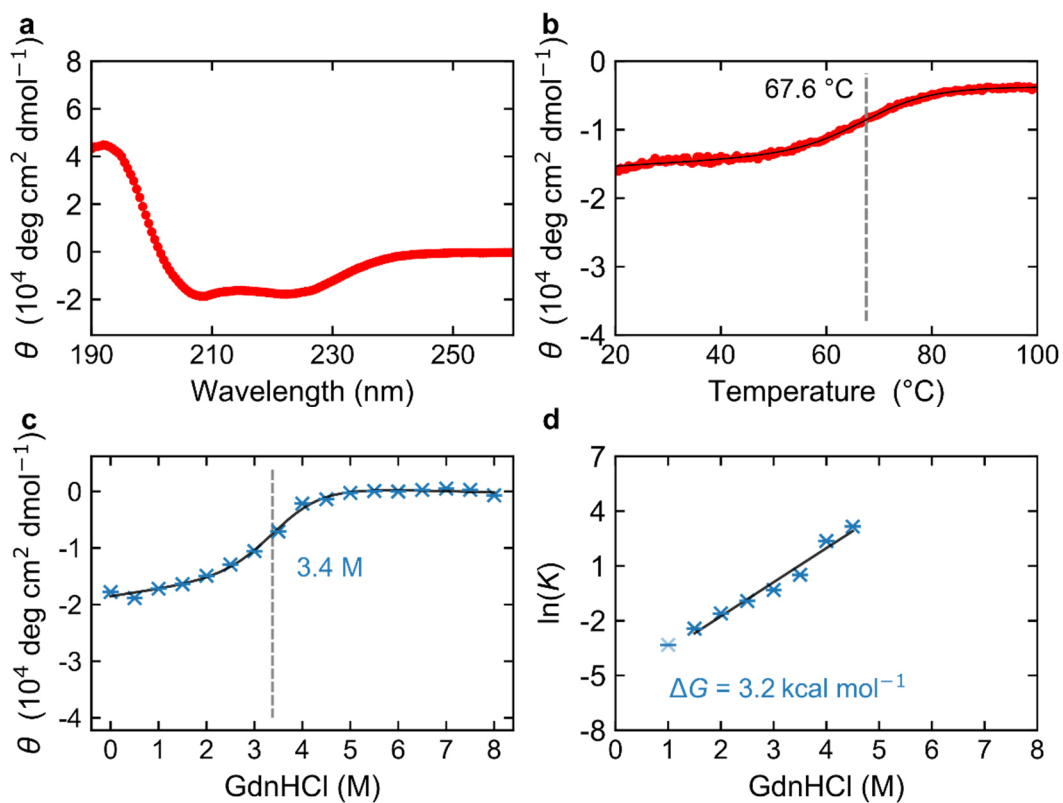 a
8
6
4
2
0
-2
θ (10⁴ deg cm² dmol⁻¹)
190 210 230 250
Wavelength (nm)
b
0
-1
-2
-3
-4
θ (10⁴ deg cm² dmol⁻¹)
67.6 °C
20 40 60 80 100
Temperature (°C)
c
0
-1
-2
-3
-4
θ (10⁴ deg cm² dmol⁻¹)
3.4 M
0 1 2 3 4 5 6 7 8
GdnHCl (M)
d
7
4
1
-2
-5
-8
ln(K)
ΔG = 3.2 kcal mol⁻¹
0 1 2 3 4 5 6 7 8
GdnHCl (M)